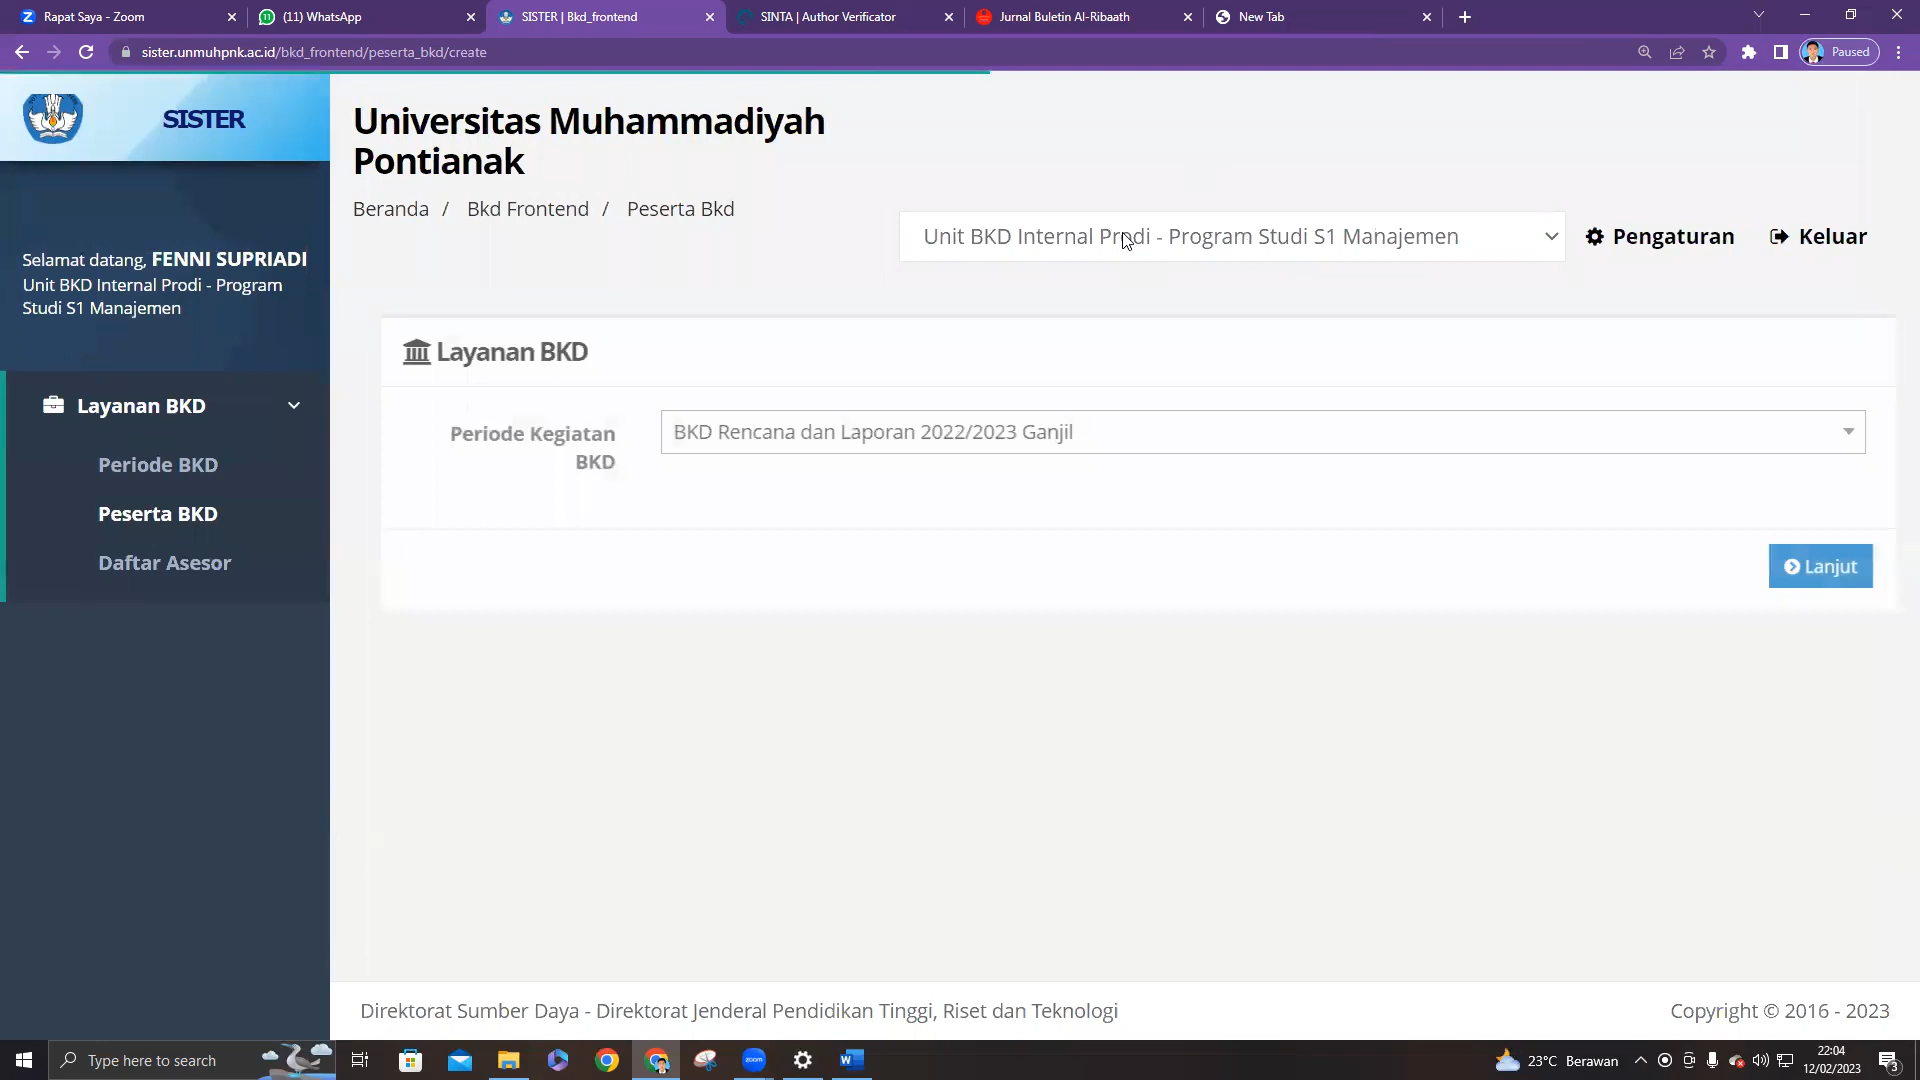 Rapat Saya - Zoom
(11) WhatsApp
SISTER | Bkd_frontend
SINTA | Author Verificator
Jurnal Buletin Al-Ribaath
New Tab
sister.unmuhpnk.ac.id/bkd_frontend/peserta_bkd/create
Paused
SISTER
Universitas Muhammadiyah
Pontianak
Beranda / Bkd Frontend / Peserta Bkd
Unit BKD Internal Prodi - Program Studi S1 Manajemen
Pengaturan
Keluar
Selamat datang, FENNI SUPRIADI
Unit BKD Internal Prodi - Program
Studi S1 Manajemen
Layanan BKD
Periode BKD
Peserta BKD
Daftar Asesor
Layanan BKD
Periode Kegiatan
BKD
BKD Rencana dan Laporan 2022/2023 Ganjil
Lanjut
Direktorat Sumber Daya - Direktorat Jenderal Pendidikan Tinggi, Riset dan Teknologi
Copyright © 2016 - 2023
Type here to search
23°C Berawan
22:04
12/02/2023
3